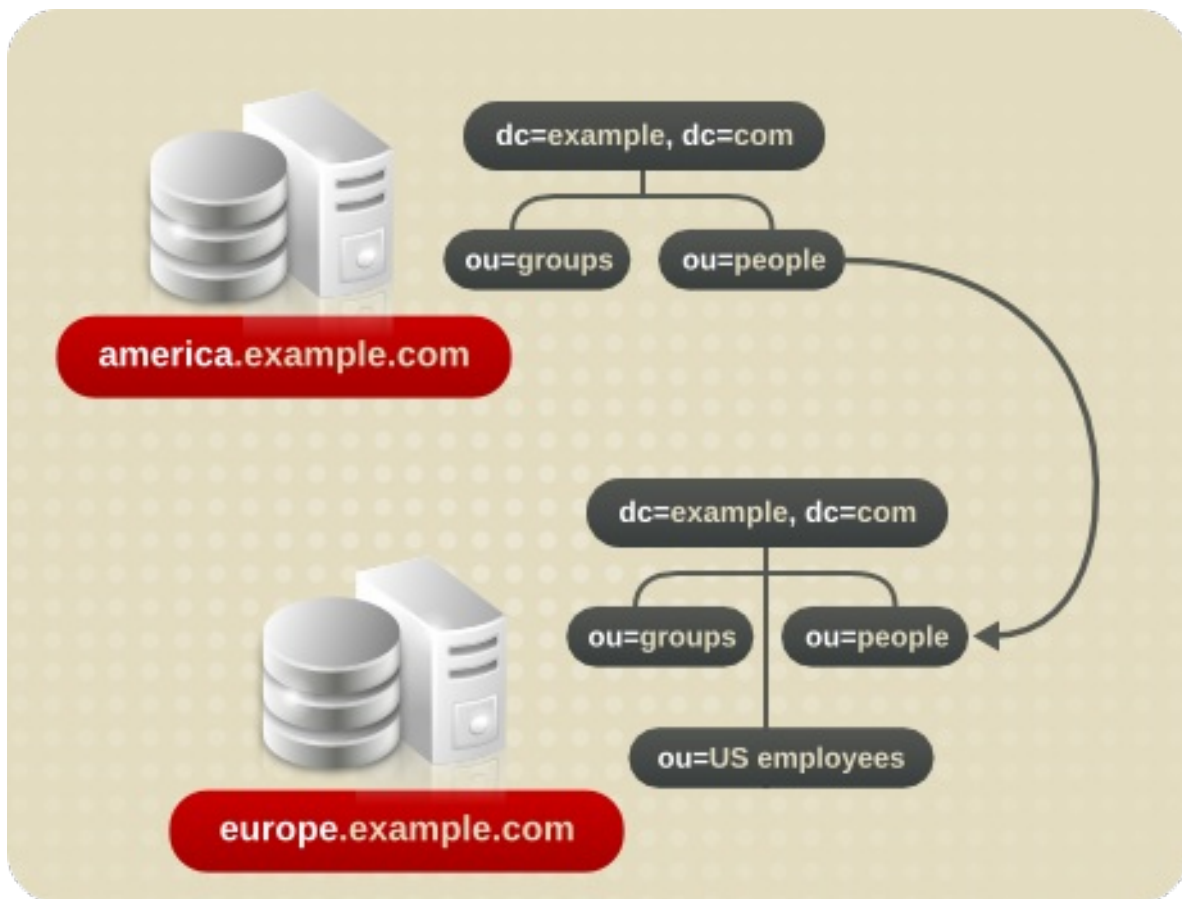 dc=example, dc=com
ou=groups
ou=people
america.example.com
dc=example, dc=com
ou=groups
ou=people
ou=US employees
europe.example.com